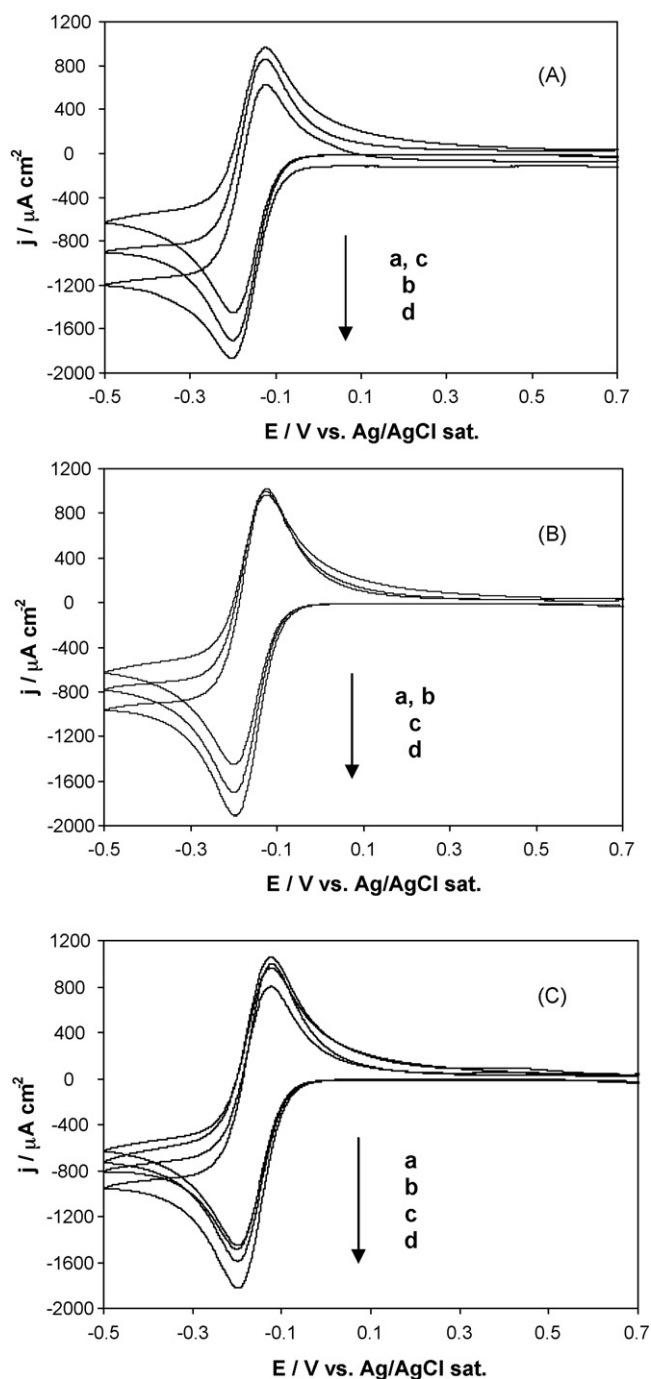 1200
(A)
800
400
0
-400
a, c
-800
b
-1200
d
-1600
-2000
-0.5 -0.3 -0.1 0.1 0.3 0.5 0.7
j / μA cm-2
E / V vs. Ag/AgCl sat.
1200
(B)
800
400
0
-400
a, b
-800
c
-1200
d
-1600
-2000
-0.5 -0.3 -0.1 0.1 0.3 0.5 0.7
j / μA cm-2
E / V vs. Ag/AgCl sat.
1200
(C)
800
400
0
-400
a
-800
b
c
-1200
d
-1600
-2000
-0.5 -0.3 -0.1 0.1 0.3 0.5 0.7
j / μA cm-2
E / V vs. Ag/AgCl sat.